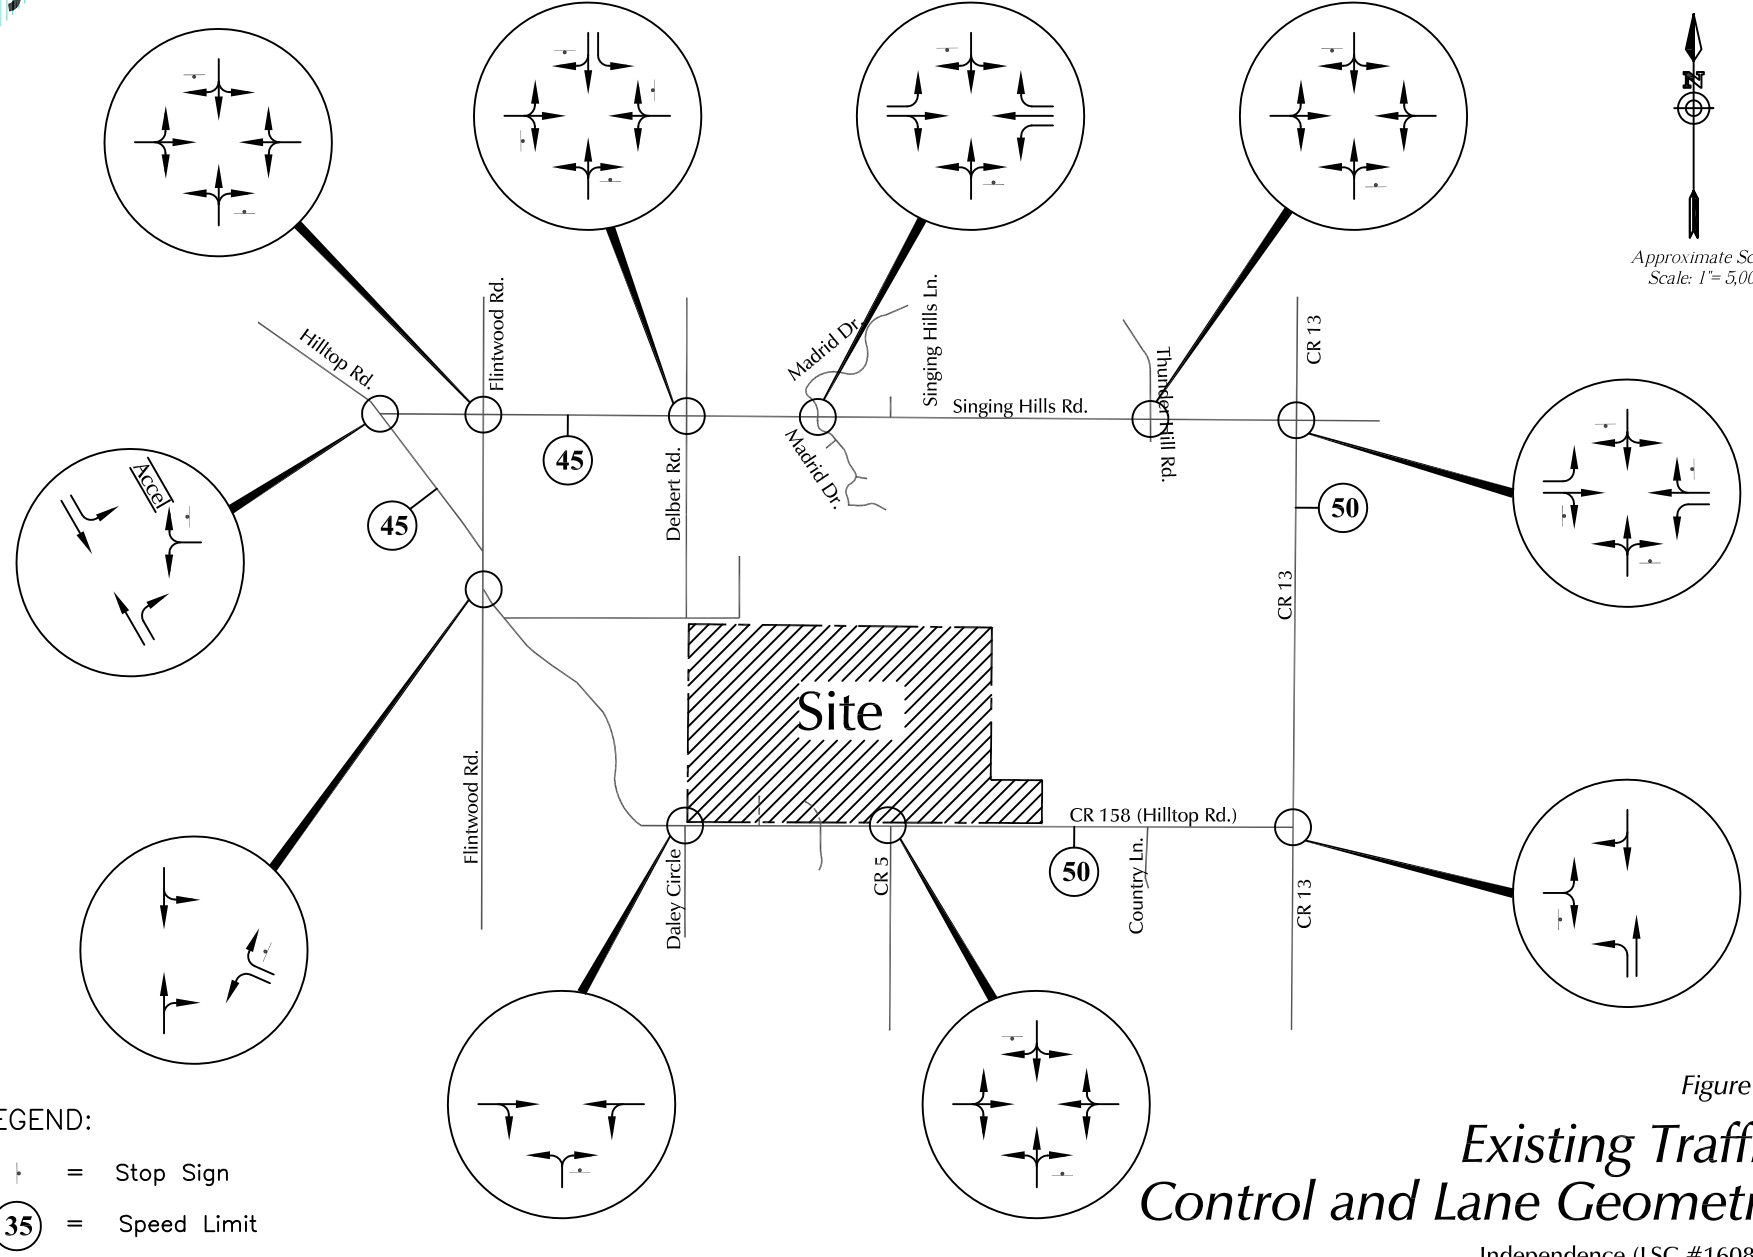 N
Approximate Sc
Scale: 1"= 5,00
Hilltop Rd.
Flintwood Rd.
Madrid Dr.
Singing Hills Ln.
Singing Hills Rd.
Thunder Hill Rd.
CR 13
45
Delbert Rd.
Madrid Dr.
Accel
45
50
CR 13
Site
Flintwood Rd.
CR 158 (Hilltop Rd.)
Daley Circle
CR 5
50
Country Ln.
CR 13
Figure
Existing Traffi
Control and Lane Geometr
Independence (LSC #1608
EGEND:
= Stop Sign
35 = Speed Limit